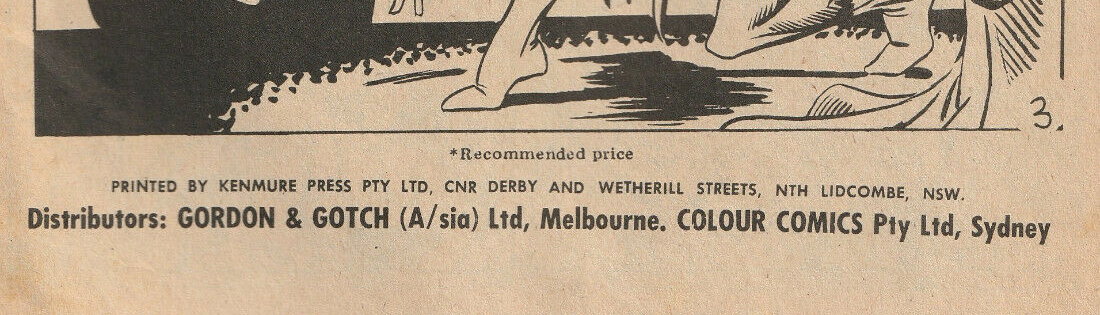 3.
*Recommended price
PRINTED BY KENMURE PRESS PTY LTD, CNR DERBY AND WETHERILL STREETS, NTH LIDCOMBE, NSW.
Distributors: GORDON & GOTCH (A/sia) Ltd, Melbourne. COLOUR COMICS Pty Ltd, Sydney